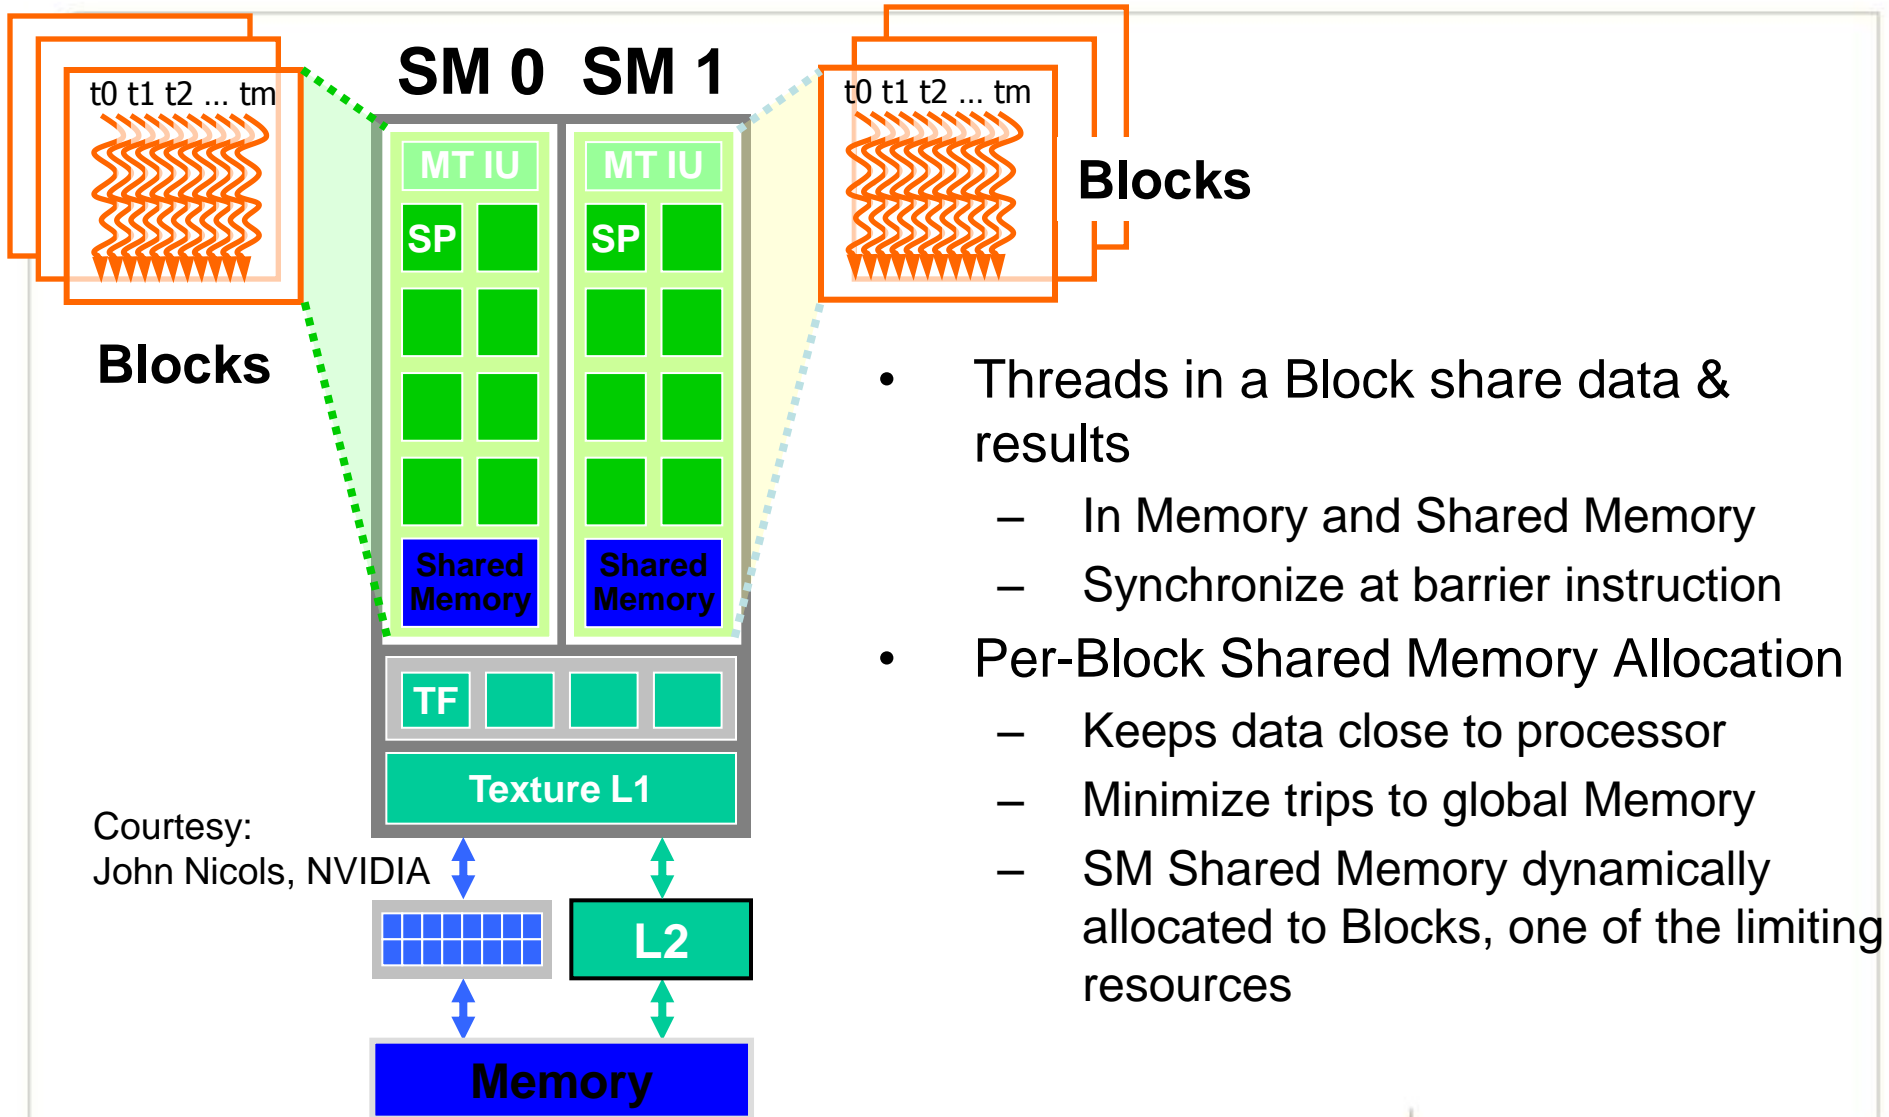 SM 0 SM 1
t0 t1 t2 ... tm
t0 t1 t2 ... tm
MT IU
MT IU
Blocks
SP
SP
Blocks
Shared
Memory
Shared
Memory
TF
Texture L1
Courtesy:
John Nicols, NVIDIA
L2
Memory
• Threads in a Block share data &
results
– In Memory and Shared Memory
– Synchronize at barrier instruction
• Per-Block Shared Memory Allocation
– Keeps data close to processor
– Minimize trips to global Memory
– SM Shared Memory dynamically
allocated to Blocks, one of the limiting
resources